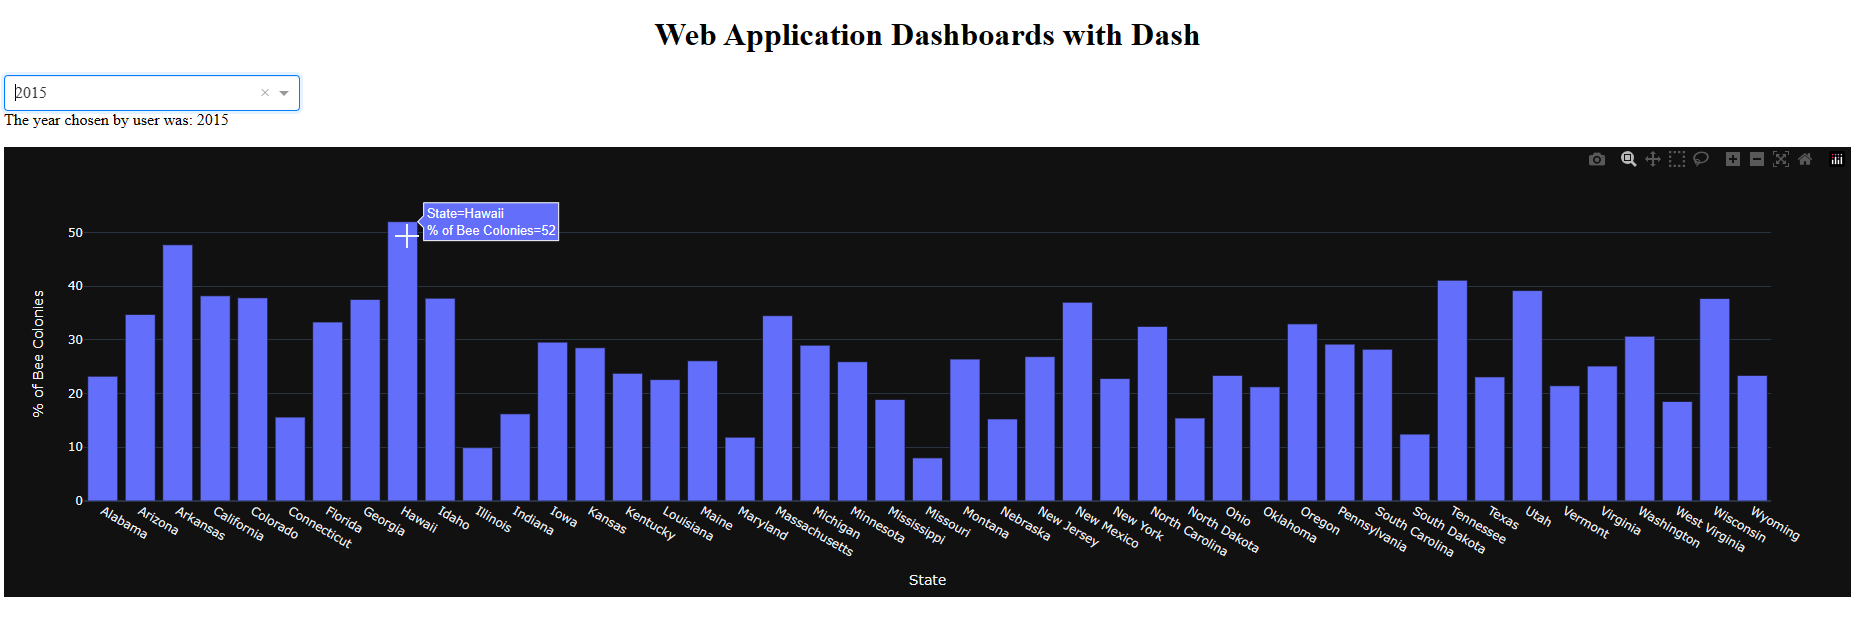 Web Application Dashboards with Dash
2015
The year chosen by user was: 2015
State=Hawaii
% of Bee Colonies=52
50
40
30
20
10
0
% of Bee Colonies
Alabama
Arizona
Arkansas
California
Colorado
Connecticut
Florida
Georgia
Hawaii
Idaho
Illinois
Indiana
Iowa
Kansas
Kentucky
Louisiana
Maine
Maryland
Massachusetts
Michigan
Minnesota
Mississippi
Missouri
Montana
Nebraska
New Jersey
New Mexico
New York
North Carolina
North Dakota
Ohio
Oklahoma
Oregon
Pennsylvania
South Carolina
South Dakota
Tennessee
Texas
Utah
Vermont
Virginia
Washington
West Virginia
Wisconsin
Wyoming
State